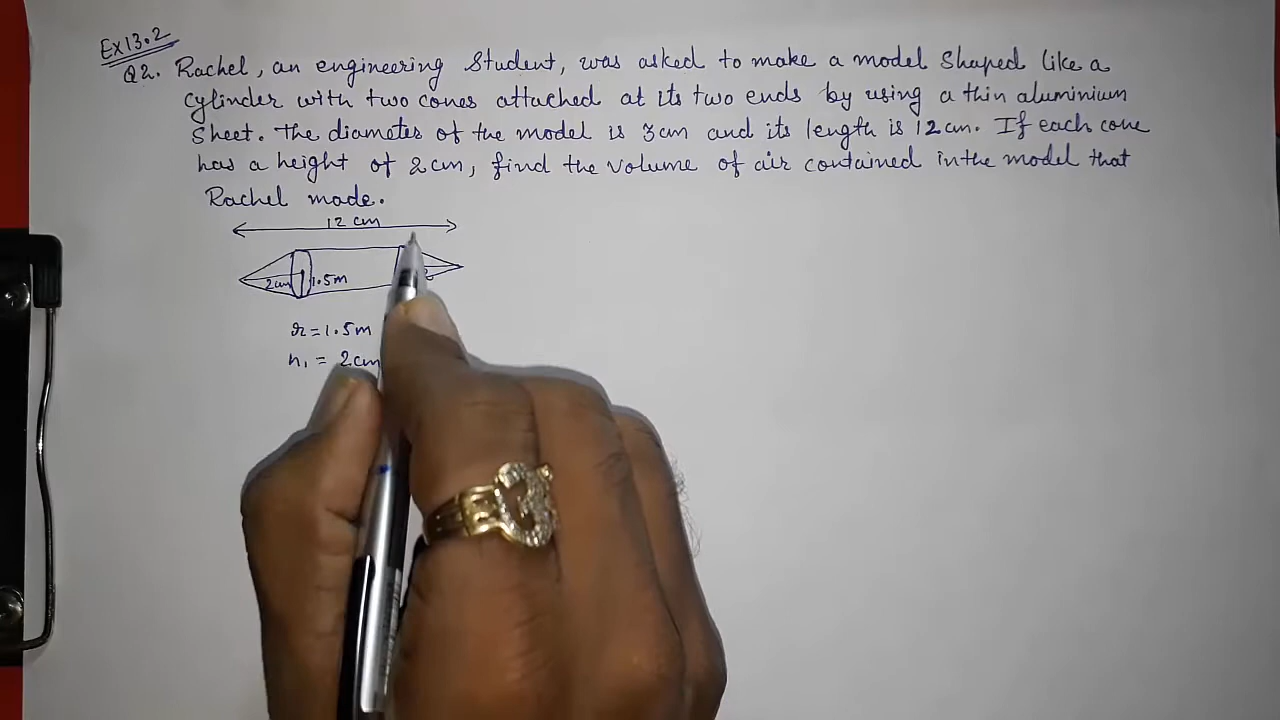 Ex 13.2
Q2. Rachel, an engineering Student, was asked to make a model Shaped like a
cylinder with two cones attached at its two ends by using a thin aluminium
Sheet. The diameter of the model is 3cm and its length is 12cm. If each cone
has a height of 2cm, find the volume of air contained in the model that
Rachel made.
12 cm
2cm 1.5m 2
r = 1.5m
h₁ = 2cm